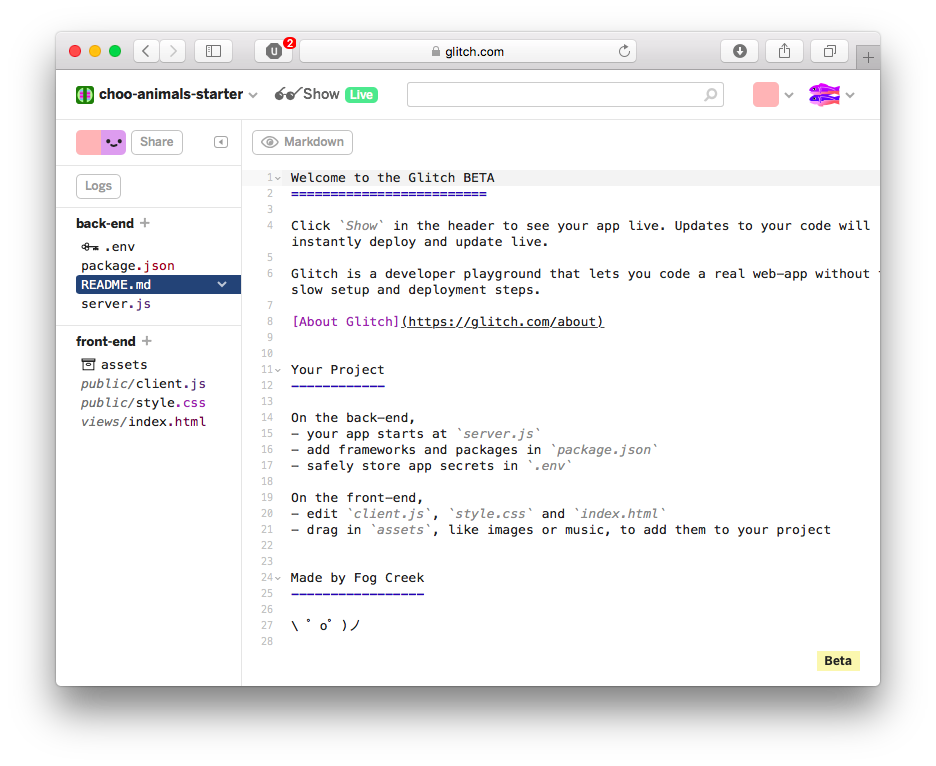 2
glitch.com
choo-animals-starter
Show Live
Share
Markdown
Logs
back-end +
.env
package.json
README.md
server.js
front-end +
assets
public/client.js
public/style.css
views/index.html
1 Welcome to the Glitch BETA
2 =========================
3
4 Click `Show` in the header to see your app live. Updates to your code will
instantly deploy and update live.
5
6 Glitch is a developer playground that lets you code a real web-app without
slow setup and deployment steps.
7
8 [About Glitch](https://glitch.com/about)
9
10
11 Your Project
12 ------------
13
14 On the back-end,
15 - your app starts at `server.js`
16 - add frameworks and packages in `package.json`
17 - safely store app secrets in `.env`
18
19 On the front-end,
20 - edit `client.js`, `style.css` and `index.html`
21 - drag in `assets`, like images or music, to add them to your project
22
23
24 Made by Fog Creek
25 -----------------
26
27 \ ゜o゜)ノ
28
Beta